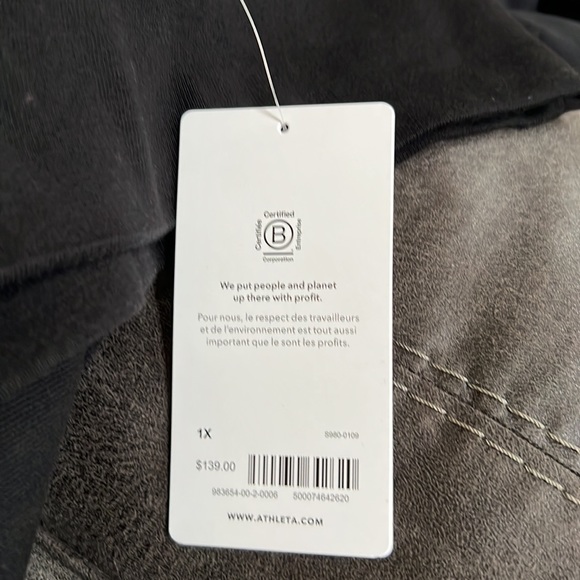 Certified
Certifiée
B
Entreprise
Corporation
We put people and planet
up there with profit.
Pour nous, le respect des travailleurs
et de l'environnement est tout aussi
important que le sont les profits.
1X
S980-0109
$139.00
983654-00-2-0006 500074642620
WWW.ATHLETA.COM